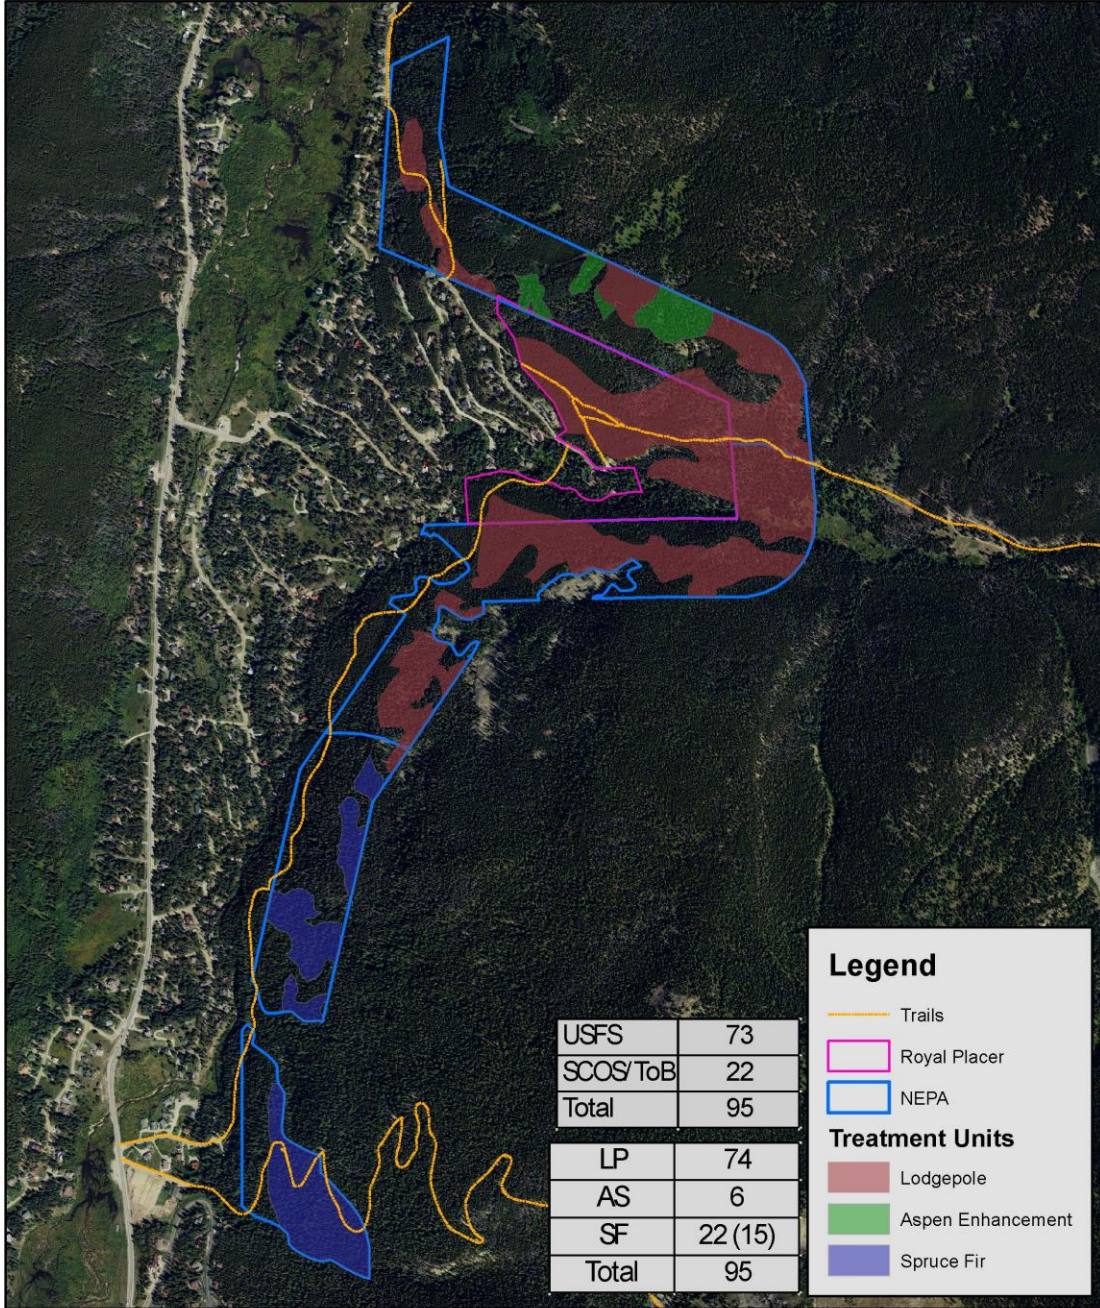 USFS 73
SCOS/ToB 22
Total 95
LP 74
AS 6
SF 22 (15)
Total 95
Legend
Trails
Royal Placer
NEPA
Treatment Units
Lodgepole
Aspen Enhancement
Spruce Fir